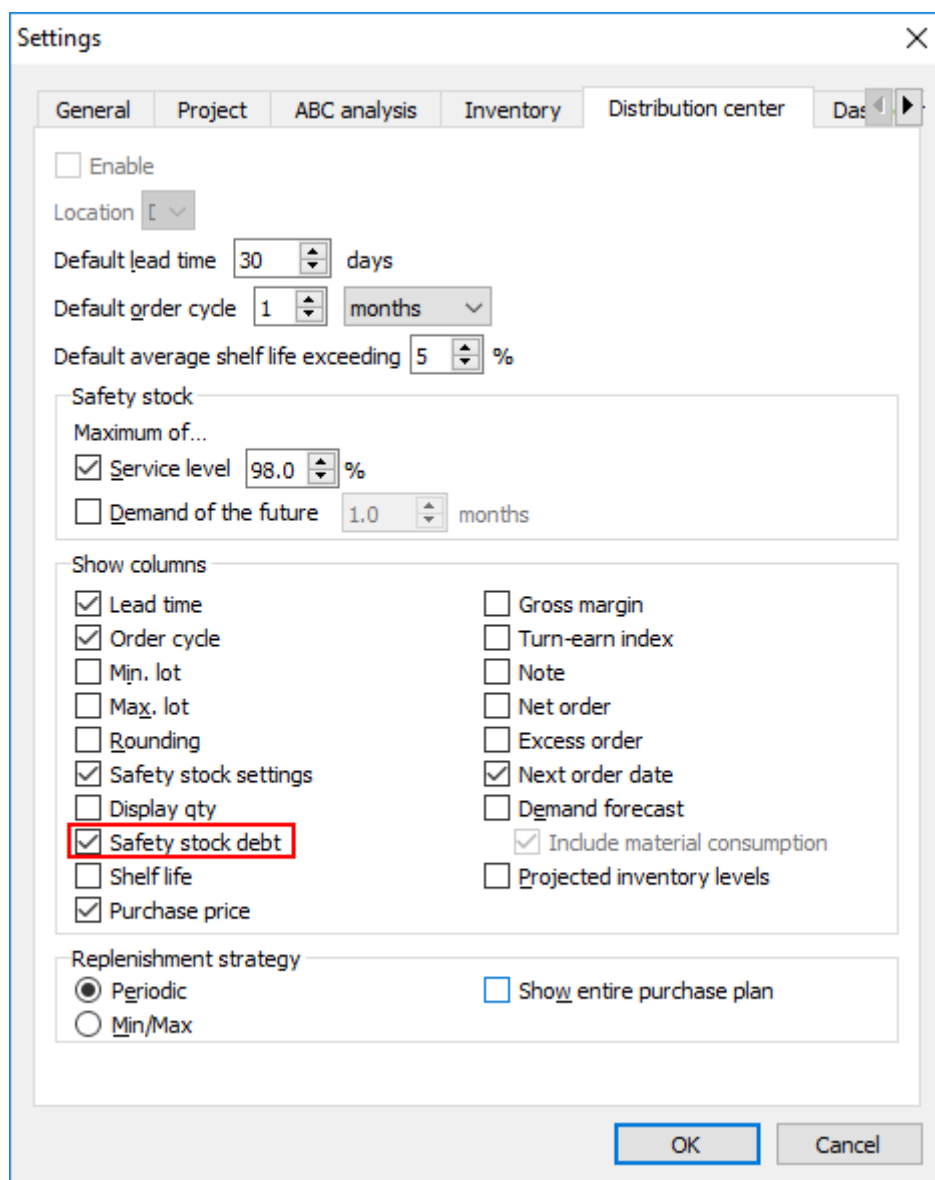 Settings
General Project ABC analysis Inventory Distribution center
Enable
Location
Default lead time 30 days
Default order cycle 1 months
Default average shelf life exceeding 5 %
Safety stock
Maximum of...
Service level 98.0 %
Demand of the future 1.0 months
Show columns
Lead time
Order cycle
Min. lot
Max. lot
Rounding
Safety stock settings
Display qty
Safety stock debt
Shelf life
Purchase price
Gross margin
Turn-earn index
Note
Net order
Excess order
Next order date
Demand forecast
Include material consumption
Projected inventory levels
Replenishment strategy
Periodic
Min/Max
Show entire purchase plan
OK Cancel